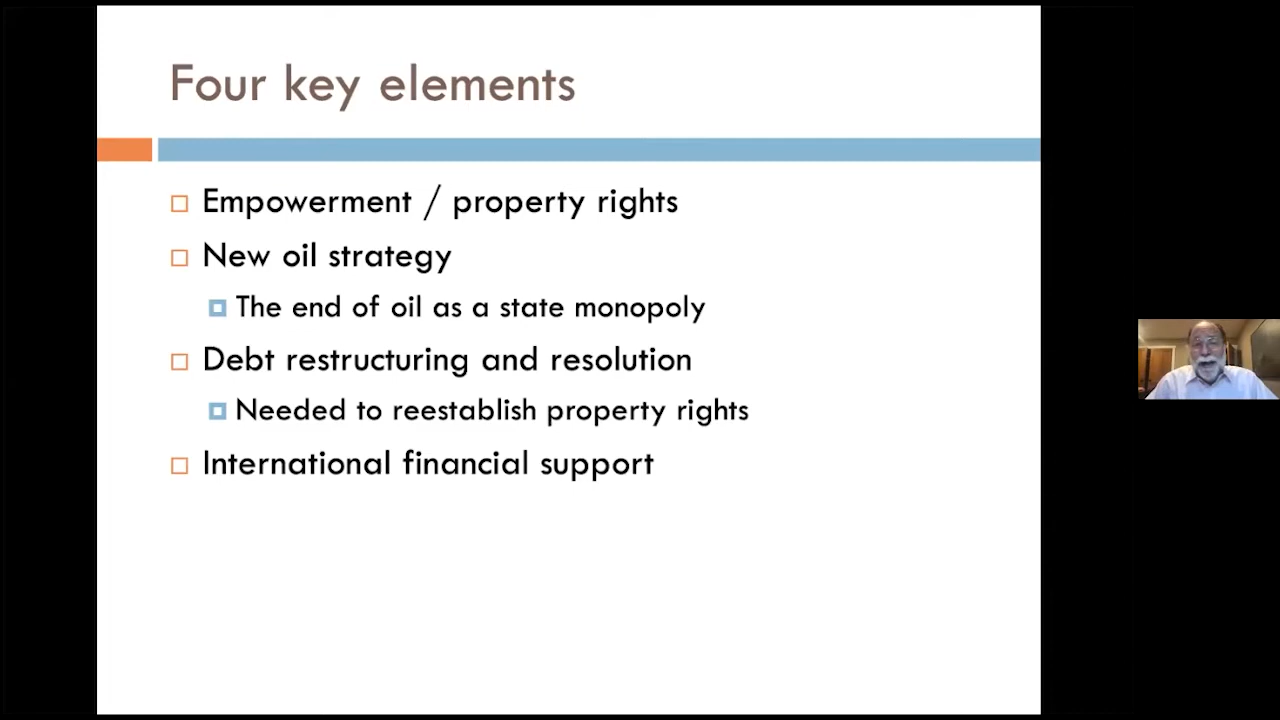 Four key elements
Empowerment / property rights
New oil strategy
The end of oil as a state monopoly
Debt restructuring and resolution
Needed to reestablish property rights
International financial support